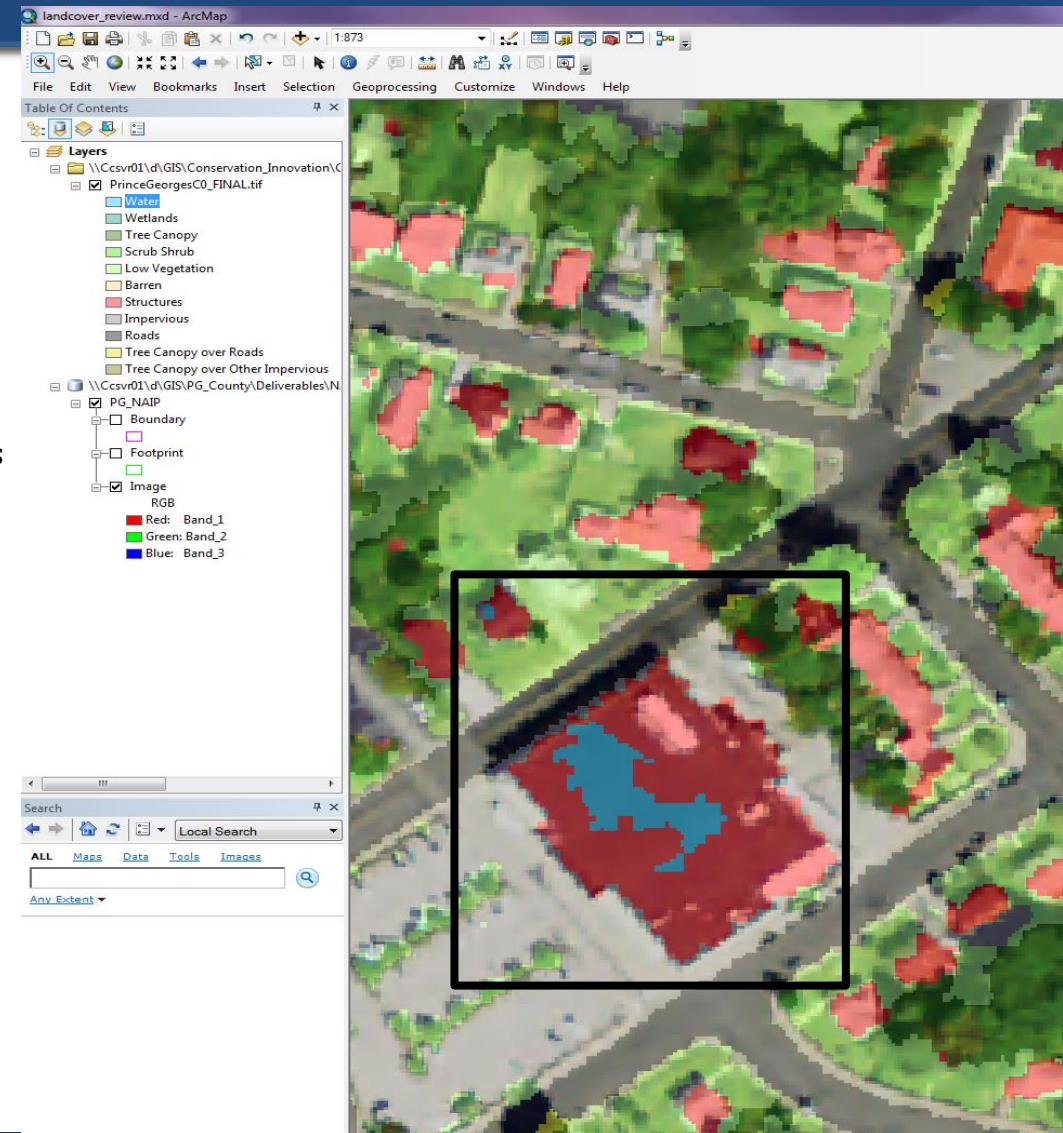 landcover_review.mxd - ArcMap
1:873
File Edit View Bookmarks Insert Selection Geoprocessing Customize Windows Help
Table Of Contents
Layers
\\Ccsvr01\d\GIS\Conservation_Innovation\C
PrinceGeorgesC0_FINAL.tif
Water
Wetlands
Tree Canopy
Scrub Shrub
Low Vegetation
Barren
Structures
Impervious
Roads
Tree Canopy over Roads
Tree Canopy over Other Impervious
\\Ccsvr01\d\GIS\PG_County\Deliverables\N
PG_NAIP
Boundary
s
Footprint
Image
RGB
Red: Band_1
Green: Band_2
Blue: Band_3
Search
Local Search
ALL Maps Data Tools Images
Any Extent